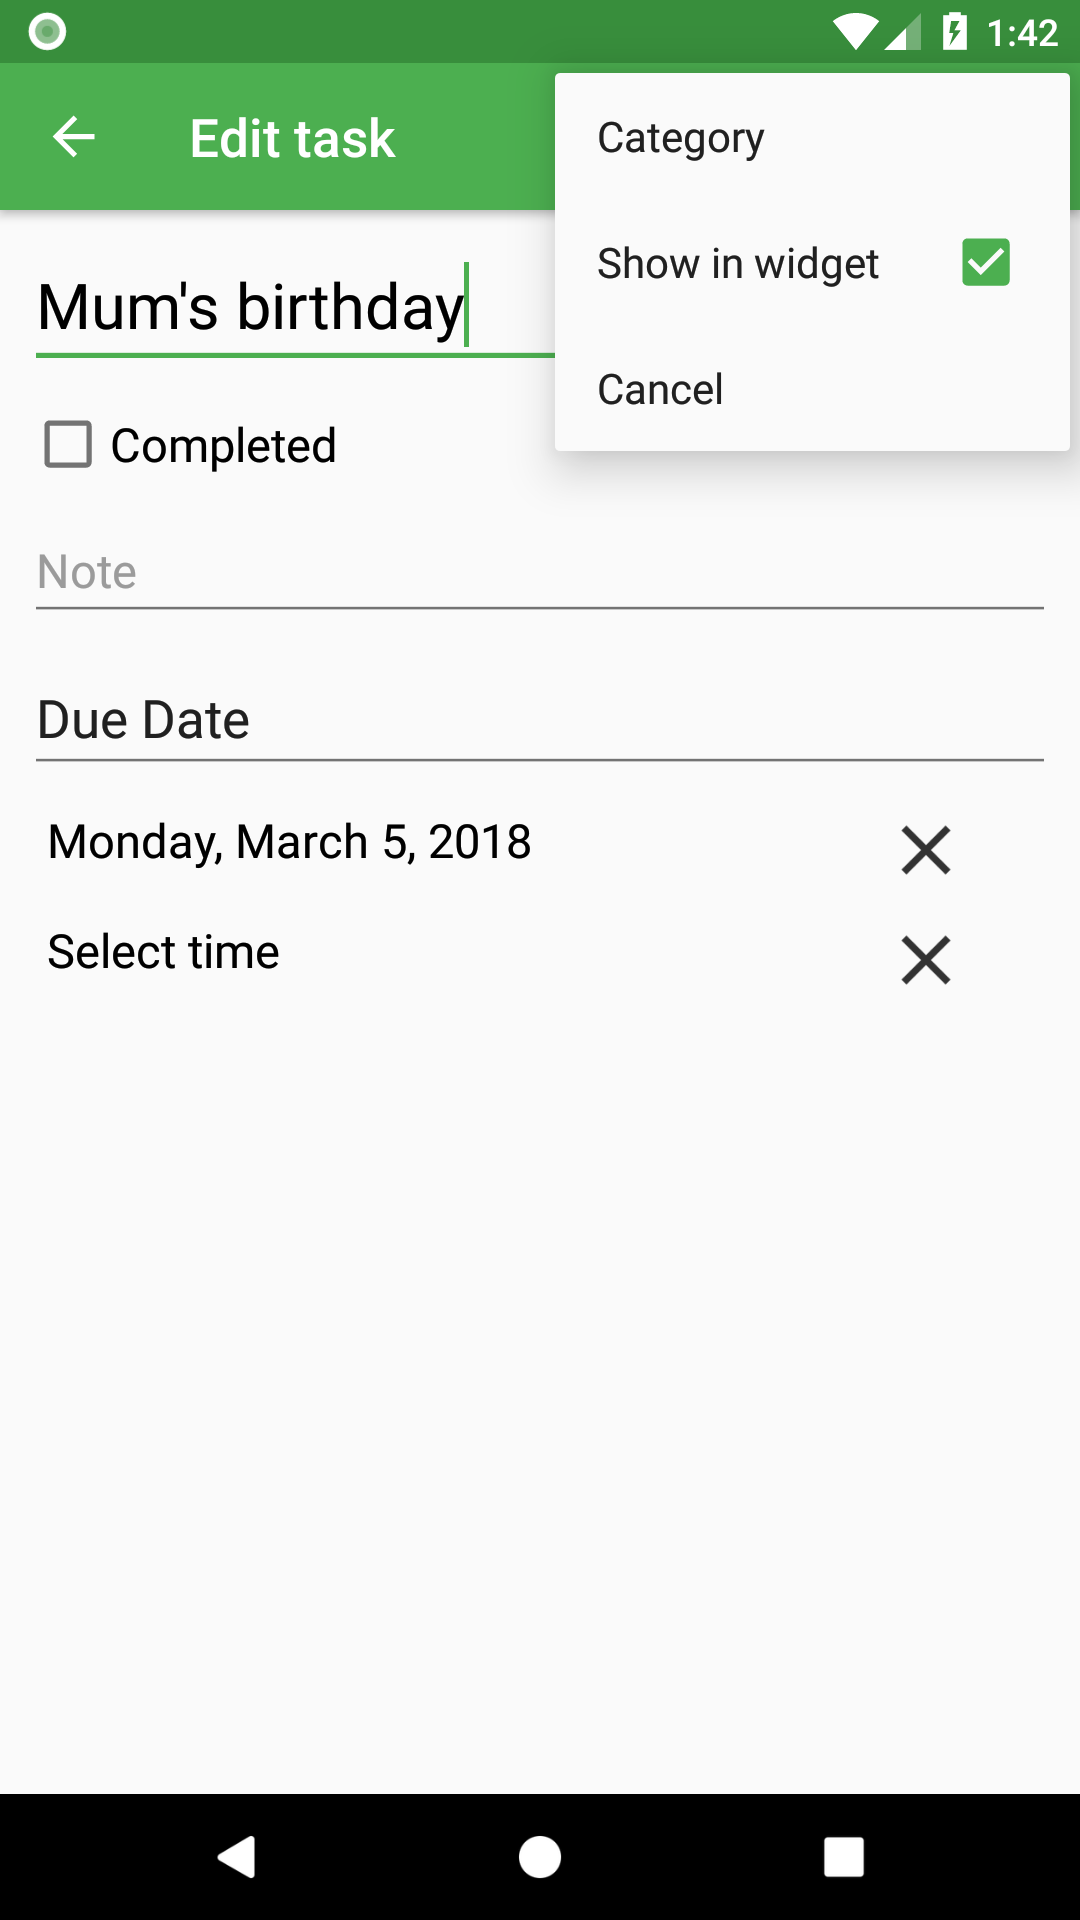 1:42
Edit task
Category
Show in widget
Cancel
Mum's birthday
Completed
Note
Due Date
Monday, March 5, 2018
Select time